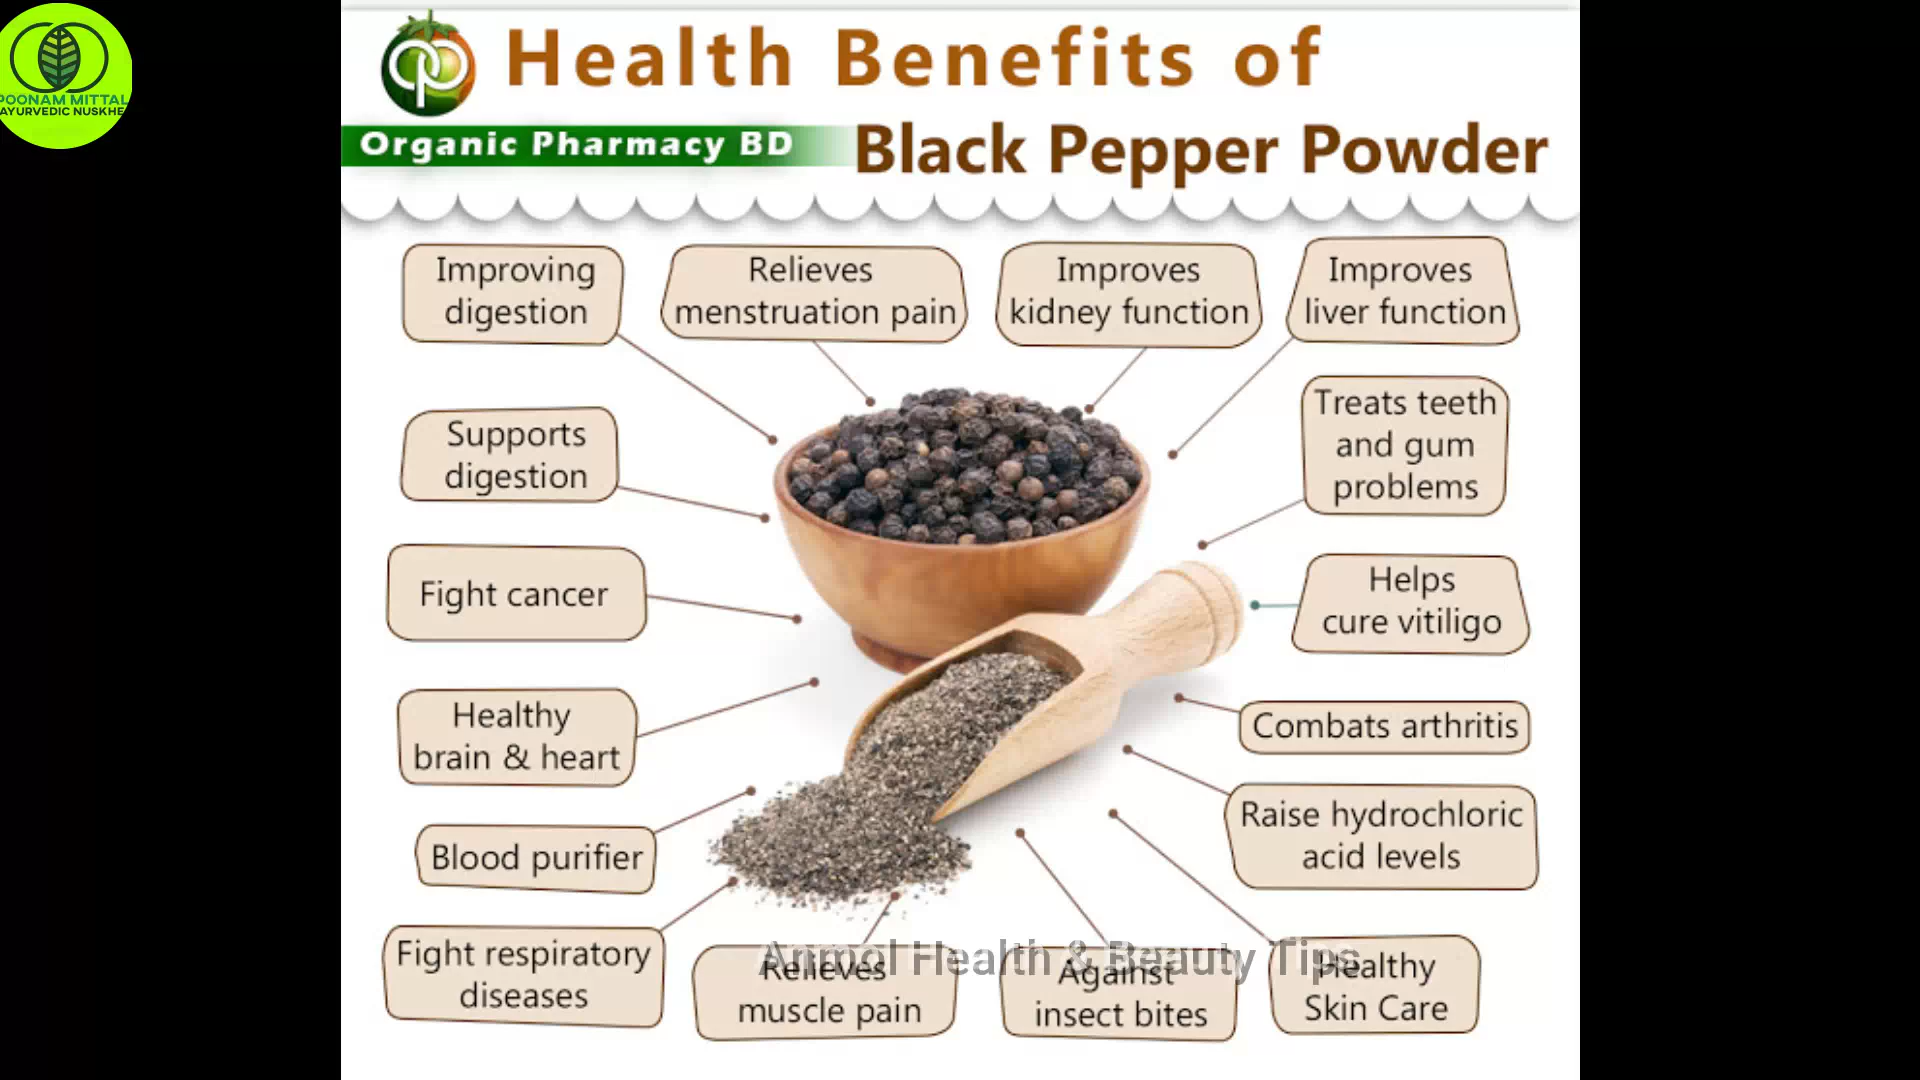 POONAM MITTAL
AYURVEDIC NUSKHE
Health Benefits of
Organic Pharmacy BD
Black Pepper Powder
Improving
digestion
Relieves
menstruation pain
Improves
kidney function
Improves
liver function
Supports
digestion
Treats teeth
and gum
problems
Fight cancer
Helps
cure vitiligo
Healthy
brain & heart
Combats arthritis
Blood purifier
Raise hydrochloric
acid levels
Fight respiratory
diseases
Relieves
muscle pain
Against
insect bites
Healthy
Skin Care
Anmol Health & Beauty Tips